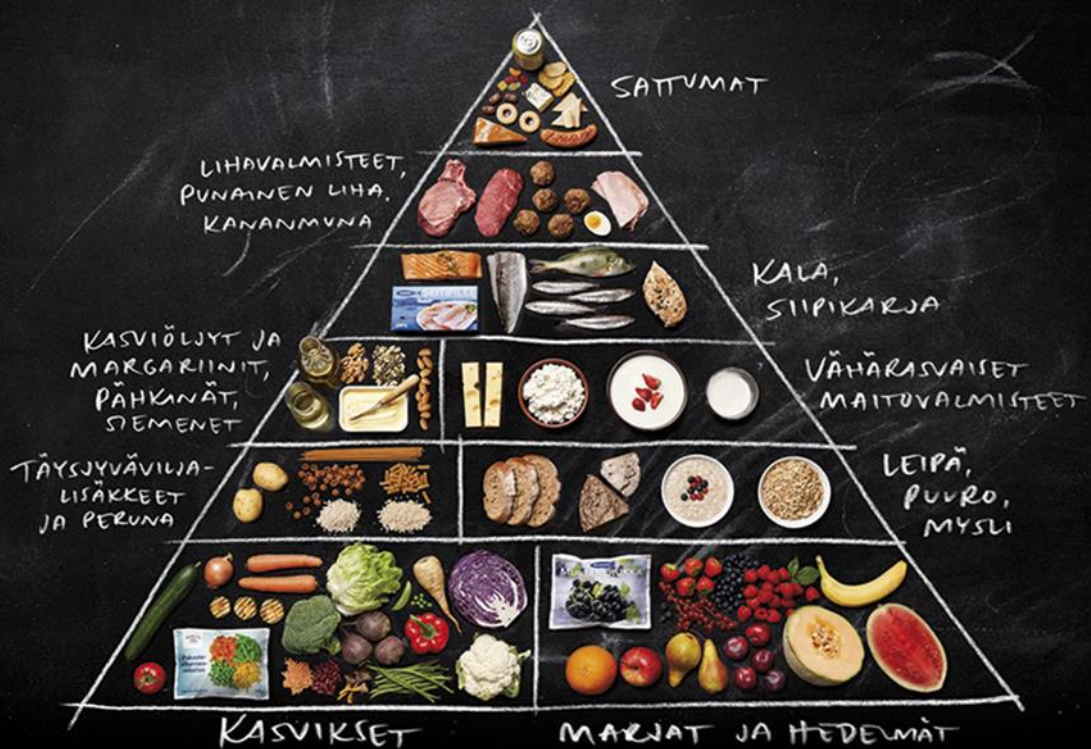 SATTUMAT
LIHAVALMISTEET,
PUNAINEN LIHA,
KANANMUNA
KALA,
SIIPIKARJA
KASVIÖLJYT JA
MARGARIINIT,
PÄHKINÄT,
SIEMENET
VÄHÄRASVAISET
MAITOVALMISTEET
TÄYSJYVÄVILJA-
LISÄKKEET
JA PERUNA
LEIPÄ,
PUURO,
MYSLI
KASVIKSET
MARJAT JA HEDELMÄT